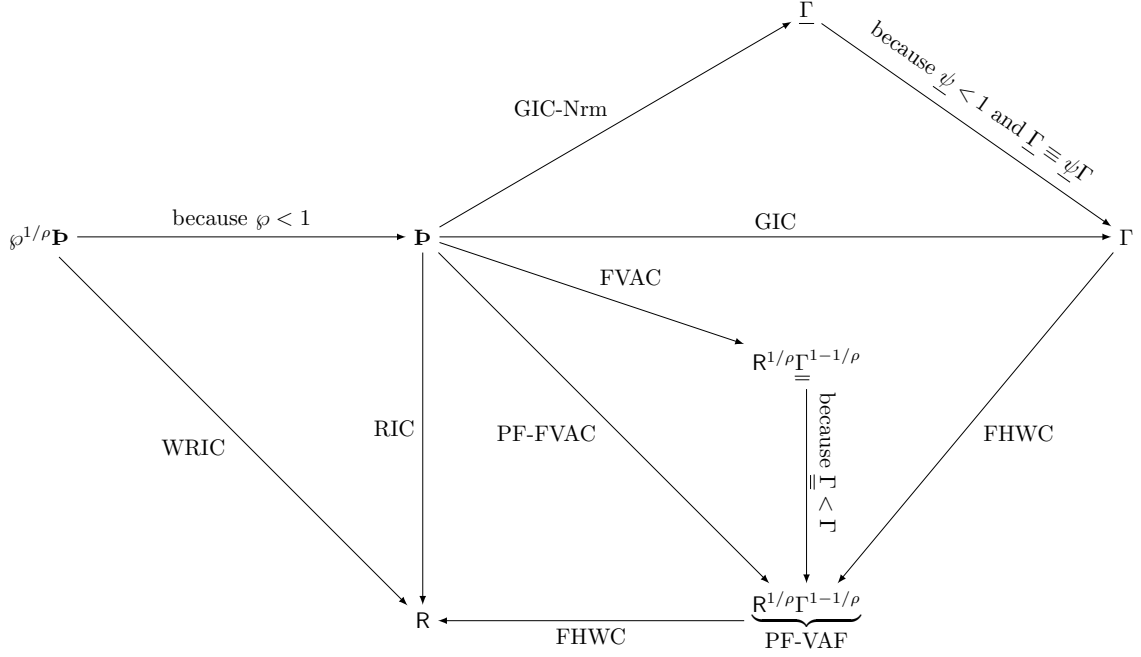 Γ̲
because ψ̲ < 1 and Γ̲ ≡ ψ̲Γ
GIC-Nrm
℘^{1/ρ}Þ
because ℘ < 1
Þ
GIC
Γ
FVAC
R^{1/ρ}Γ̳^{1−1/ρ}
because Γ̳ < Γ
WRIC
RIC
PF-FVAC
FHWC
R^{1/ρ}Γ^{1−1/ρ}
PF-VAF
R
FHWC